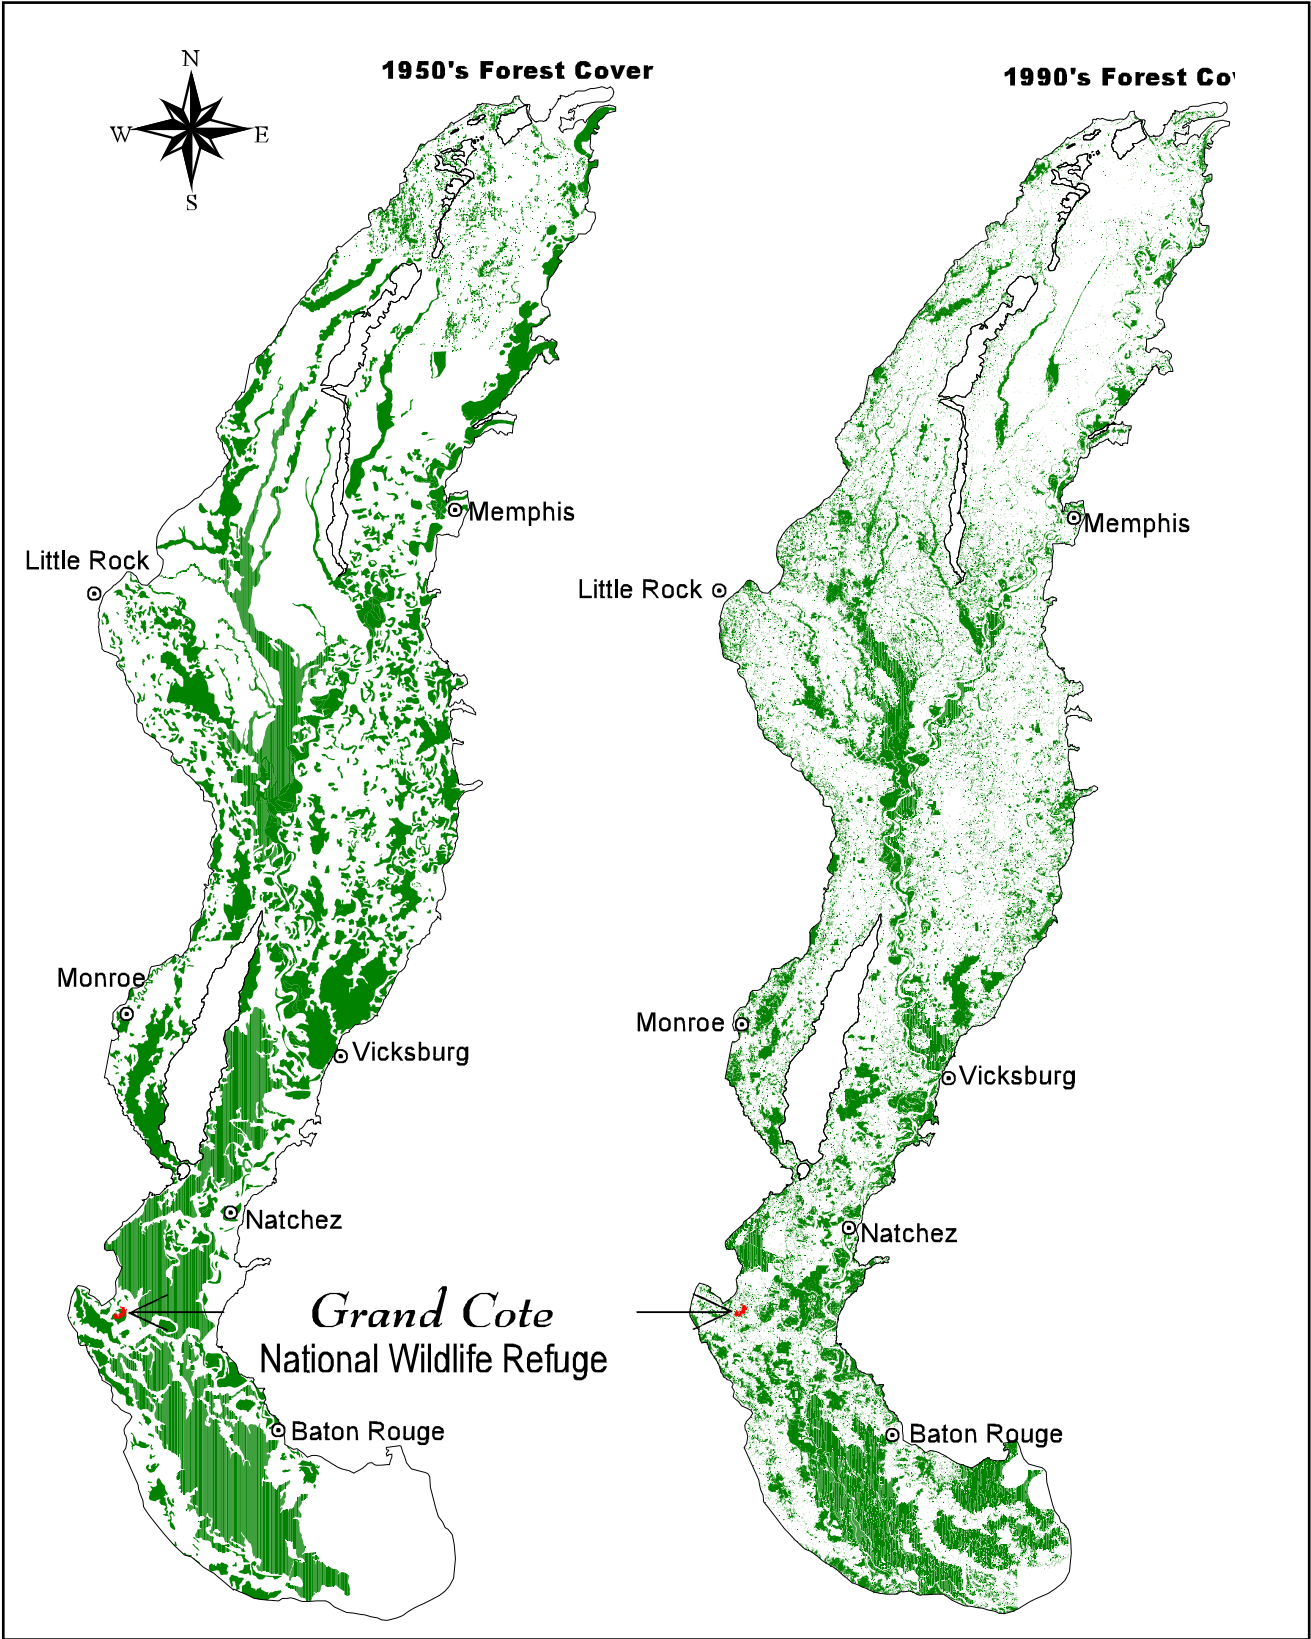 1950's Forest Cover
1990's Forest Cov
N
W
E
S
Memphis
Memphis
Little Rock
Little Rock
Monroe
Monroe
Vicksburg
Vicksburg
Natchez
Natchez
Grand Cote
National Wildlife Refuge
Baton Rouge
Baton Rouge